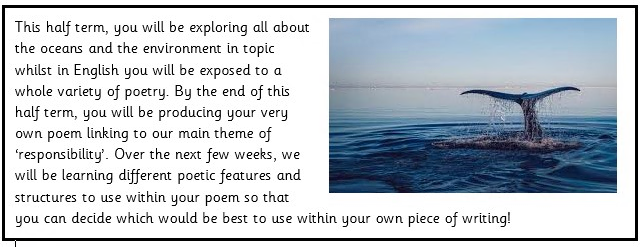 This half term, you will be exploring all about
the oceans and the environment in topic
whilst in English you will be exposed to a
whole variety of poetry. By the end of this
half term, you will be producing your very
own poem linking to our main theme of
‘responsibility’. Over the next few weeks, we
will be learning different poetic features and
structures to use within your poem so that
you can decide which would be best to use within your own piece of writing!